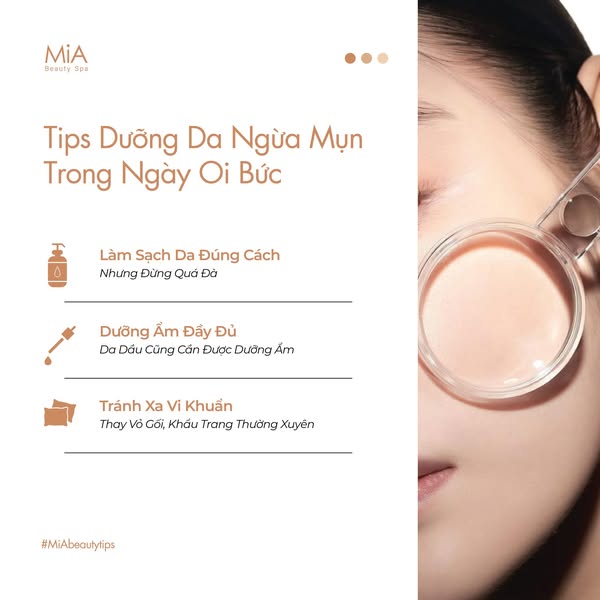 MiA
Beauty Spa
Tips Dưỡng Da Ngừa Mụn
Trong Ngày Oi Bức
Làm Sạch Da Đúng Cách
Nhưng Đừng Quá Đà
Dưỡng Ẩm Đầy Đủ
Da Dầu Cũng Cần Được Dưỡng Ẩm
Tránh Xa Vi Khuẩn
Thay Vỏ Gối, Khẩu Trang Thường Xuyên
#MiAbeautytips